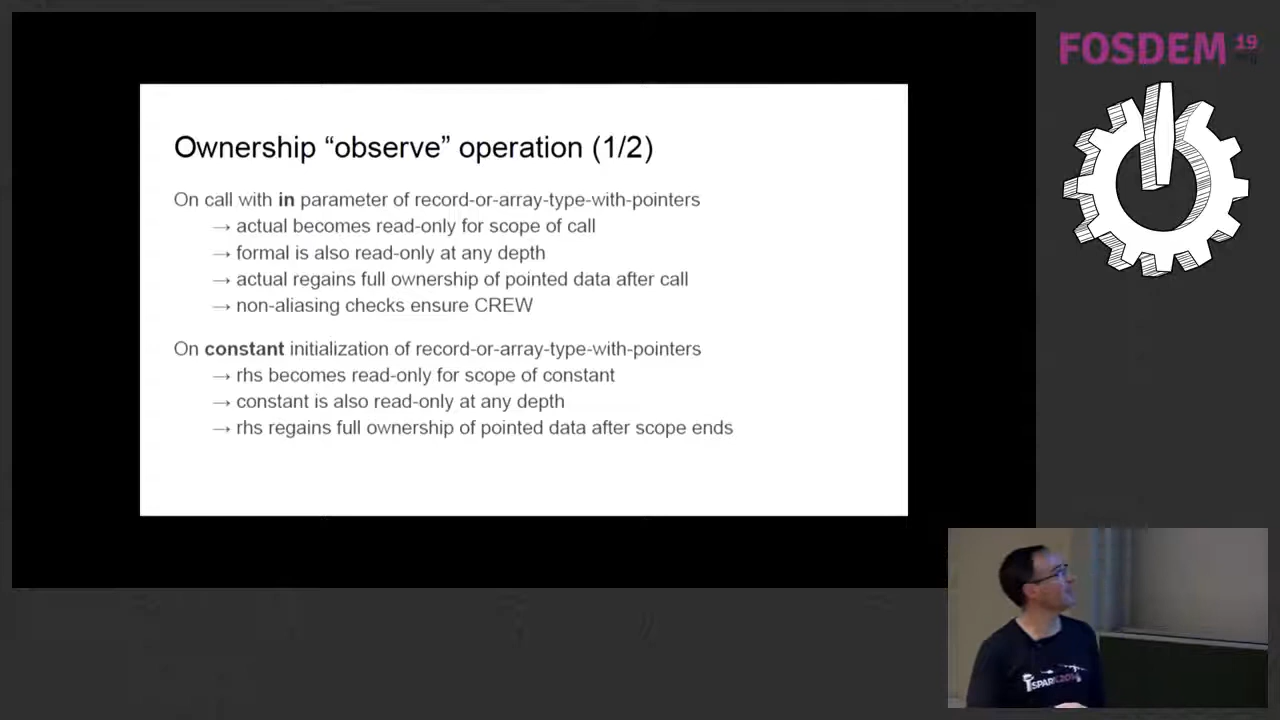 FOSDEM 19
Ownership “observe” operation (1/2)
On call with in parameter of record-or-array-type-with-pointers
→ actual becomes read-only for scope of call
→ formal is also read-only at any depth
→ actual regains full ownership of pointed data after call
→ non-aliasing checks ensure CREW
On constant initialization of record-or-array-type-with-pointers
→ rhs becomes read-only for scope of constant
→ constant is also read-only at any depth
→ rhs regains full ownership of pointed data after scope ends